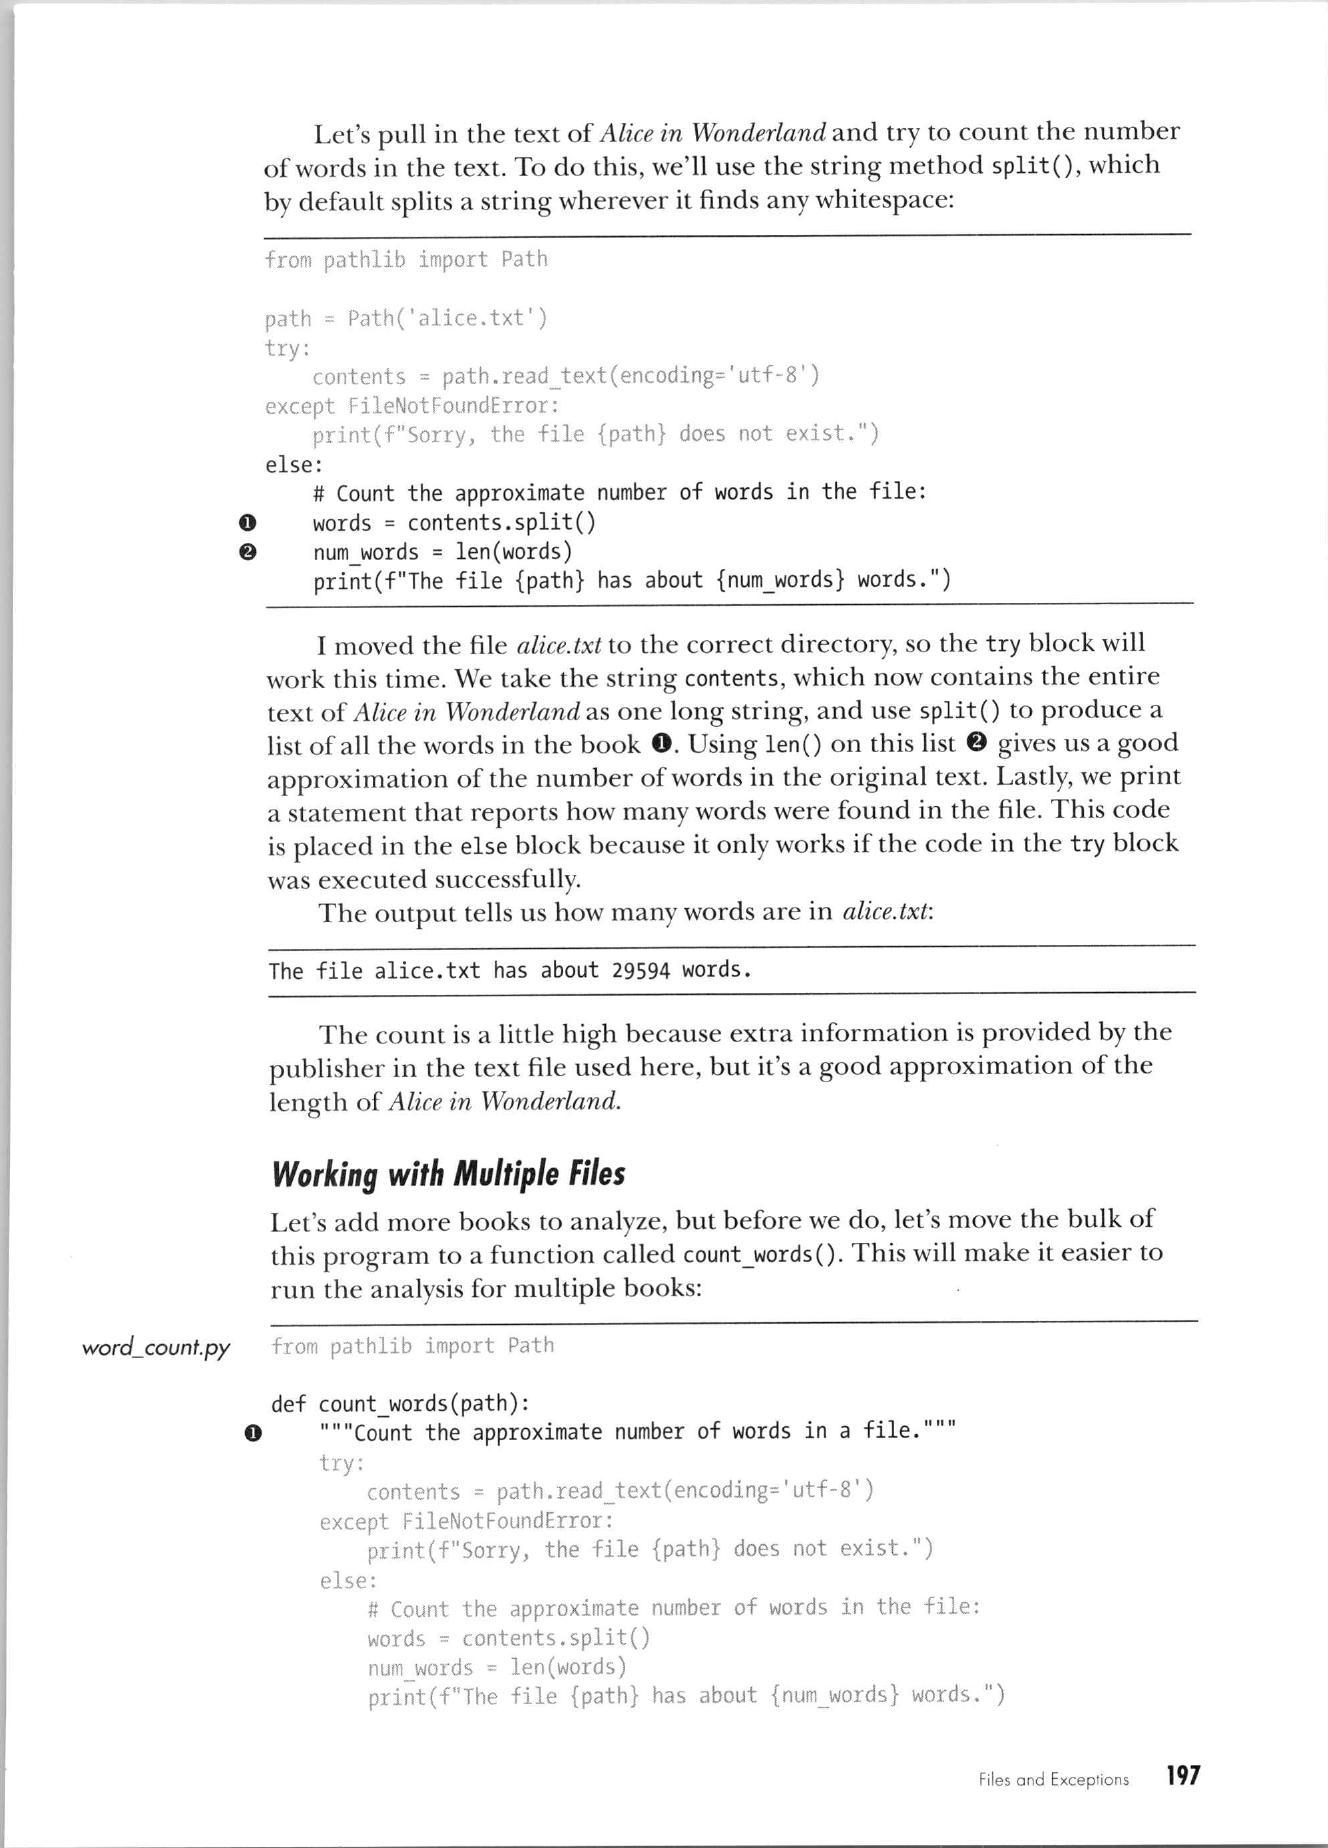 Let’s pull in the text of Alice in Wonderland and try to count the number
of words in the text. To do this, we’ll use the string method split(), which
by default splits a string wherever it finds any whitespace:
from pathlib import Path
path = Path('alice.txt')
try:
    contents = path.read_text(encoding='utf-8')
except FileNotFoundError:
    print(f"Sorry, the file {path} does not exist.")
else:
    # Count the approximate number of words in the file:
❶    words = contents.split()
❷    num_words = len(words)
    print(f"The file {path} has about {num_words} words.")
I moved the file alice.txt to the correct directory, so the try block will
work this time. We take the string contents, which now contains the entire
text of Alice in Wonderland as one long string, and use split() to produce a
list of all the words in the book ❶. Using len() on this list ❷ gives us a good
approximation of the number of words in the original text. Lastly, we print
a statement that reports how many words were found in the file. This code
is placed in the else block because it only works if the code in the try block
was executed successfully.
The output tells us how many words are in alice.txt:
The file alice.txt has about 29594 words.
The count is a little high because extra information is provided by the
publisher in the text file used here, but it’s a good approximation of the
length of Alice in Wonderland.
Working with Multiple Files
Let’s add more books to analyze, but before we do, let’s move the bulk of
this program to a function called count_words(). This will make it easier to
run the analysis for multiple books:
word_count.py from pathlib import Path
def count_words(path):
❶    """Count the approximate number of words in a file."""
    try:
        contents = path.read_text(encoding='utf-8')
    except FileNotFoundError:
        print(f"Sorry, the file {path} does not exist.")
    else:
        # Count the approximate number of words in the file:
        words = contents.split()
        num_words = len(words)
        print(f"The file {path} has about {num_words} words.")
Files and Exceptions 197